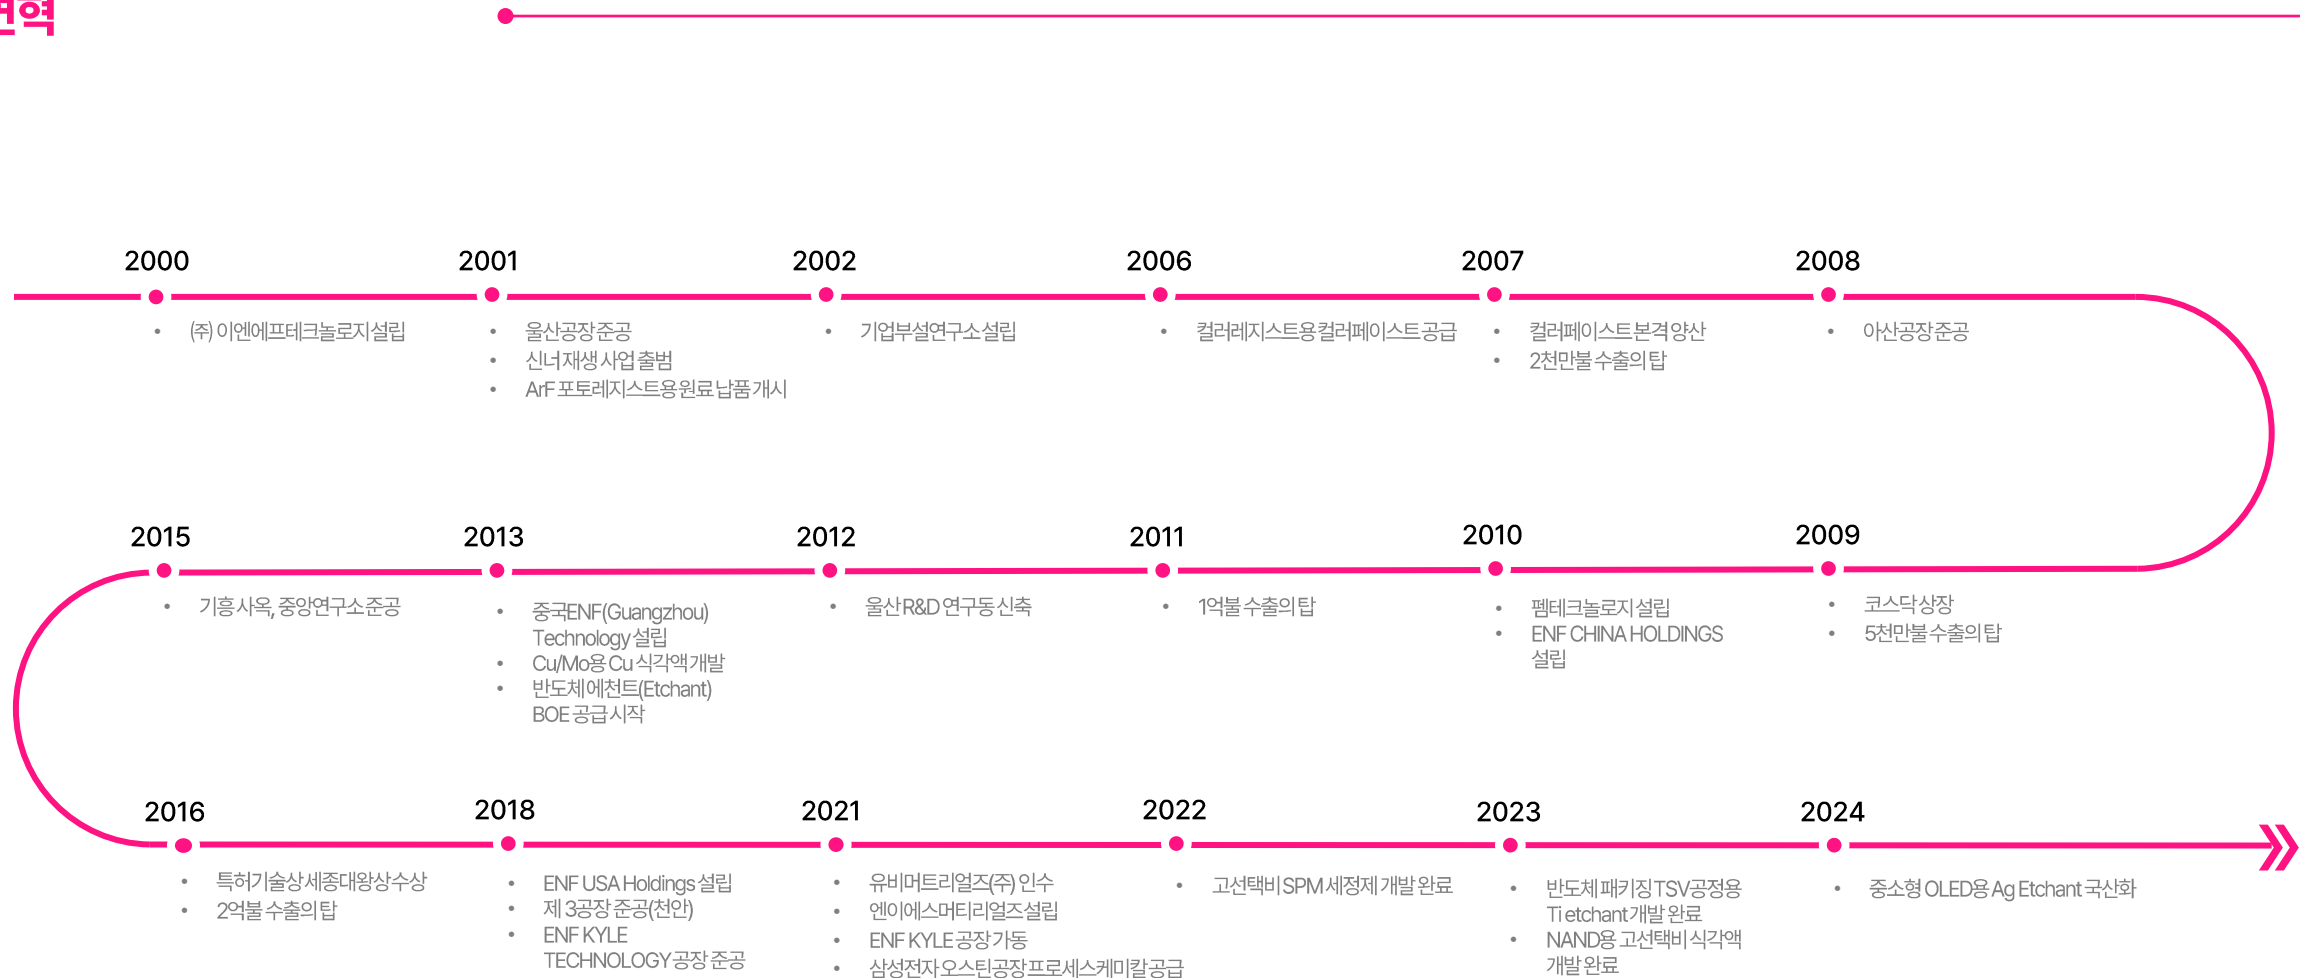 연혁
2000
2001
2002
2006
2007
2008
• ㈜ 이엔에프테크놀로지 설립
• 울산공장 준공
• 신너 재생 사업 출범
• ArF 포토레지스트용 원료 납품 개시
• 기업부설연구소 설립
• 컬러레지스트용 컬러페이스트 공급
• 컬러페이스트 본격 양산
• 2천만불 수출의 탑
• 아산공장 준공
2015
2013
2012
2011
2010
2009
• 기흥 사옥, 중앙연구소 준공
• 중국ENF(Guangzhou)
Technology 설립
• Cu/Mo용 Cu 식각액 개발
• 반도체 에천트(Etchant)
BOE 공급 시작
• 울산 R&D 연구동 신축
• 1억불 수출의 탑
• 펨테크놀로지 설립
• ENF CHINA HOLDINGS
설립
• 코스닥 상장
• 5천만불 수출의 탑
2016
2018
2021
2022
2023
2024
• 특허기술상 세종대왕상 수상
• 2억불 수출의 탑
• ENF USA Holdings 설립
• 제 3공장 준공(천안)
• ENF KYLE
TECHNOLOGY 공장 준공
• 유비머트리얼즈(주) 인수
• 엔이에스머티리얼즈 설립
• ENF KYLE 공장 가동
• 삼성전자 오스틴공장 프로세스케미칼 공급
• 고선택비 SPM 세정제 개발 완료
• 반도체 패키징 TSV공정용
Ti etchant 개발 완료
• NAND용 고선택비 식각액
개발 완료
• 중소형 OLED용 Ag Etchant 국산화